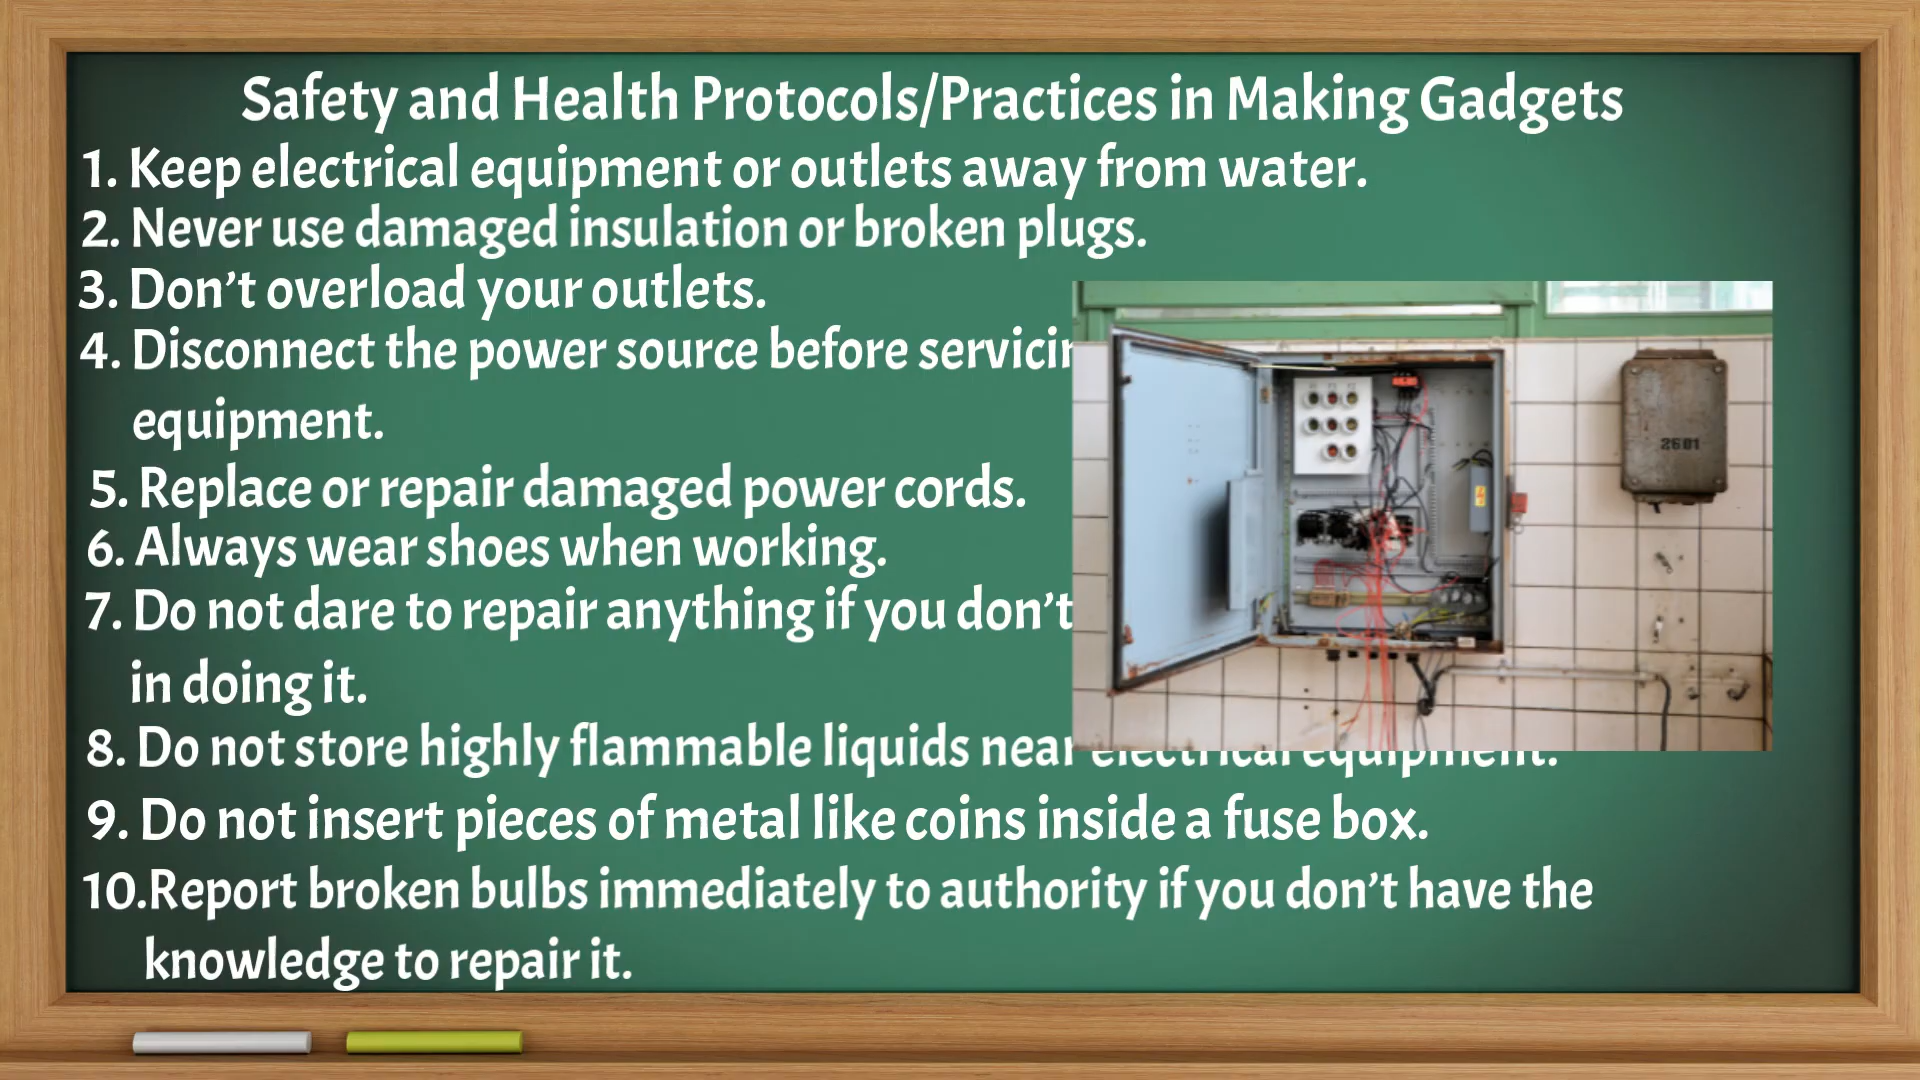 Safety and Health Protocols/Practices in Making Gadgets
1. Keep electrical equipment or outlets away from water.
2. Never use damaged insulation or broken plugs.
3. Don’t overload your outlets.
4. Disconnect the power source before
equipment.
5. Replace or repair damaged power cords.
6. Always wear shoes when working.
7. Do not dare to repair anything if you don’t
in doing it.
8. Do not store highly flammable liquids near electrical equipment.
9. Do not insert pieces of metal like coins inside a fuse box.
10.Report broken bulbs immediately to authority if you don’t have the
knowledge to repair it.
2601